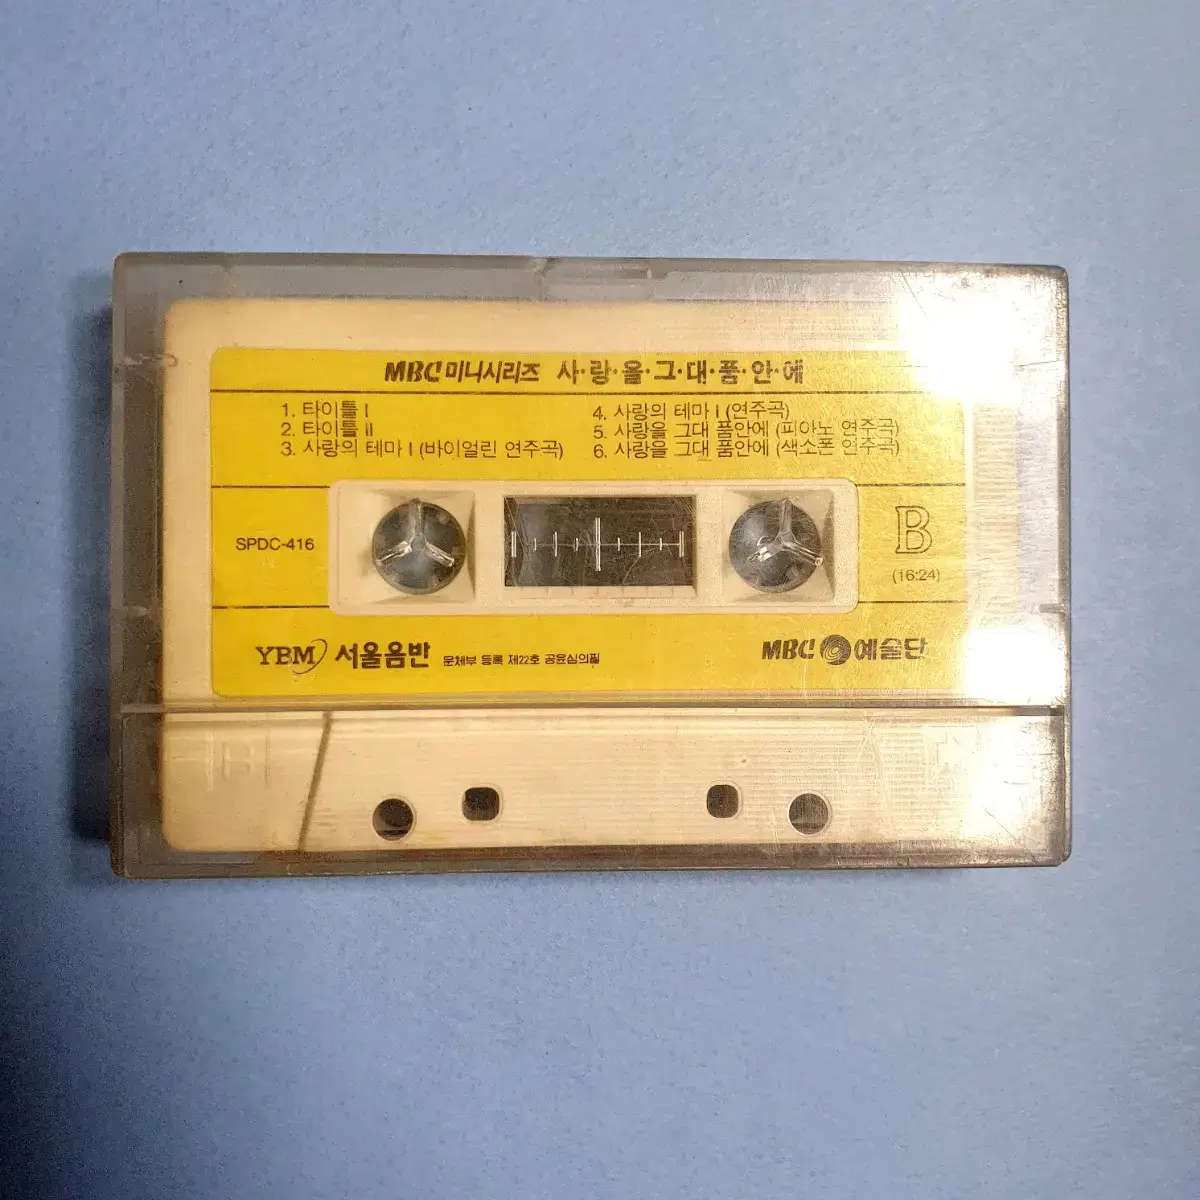 MBC 미니시리즈 사·랑·을·그·대·품·안·에
1. 타이틀 I
2. 타이틀 II
3. 사랑의 테마 I (바이얼린 연주곡)
4. 사랑의 테마 I (연주곡)
5. 사랑을 그대 품안에 (피아노 연주곡)
6. 사랑을 그대 품안에 (색소폰 연주곡)
SPDC-416
B
(16:24)
YBM 서울음반 문체부 등록 제22호 공윤심의필
MBC 예술단
B